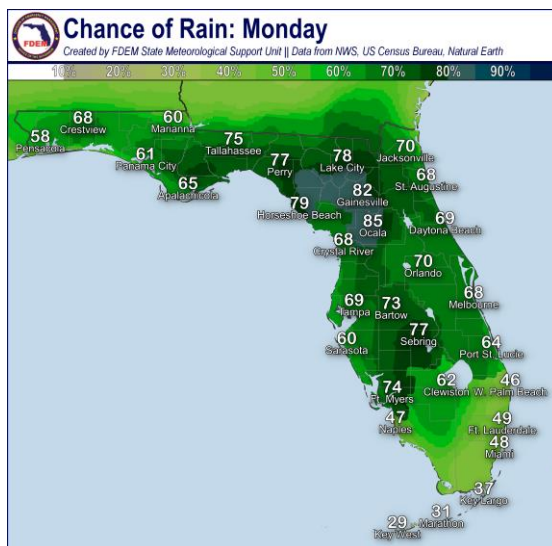 FDEM
Chance of Rain: Monday
Created by FDEM State Meteorological Support Unit || Data from NWS, US Census Bureau, Natural Earth
10% 20% 30% 40% 50% 60% 70% 80% 90%
68
Crestview
60
Marianna
58
Pensacola
61
Panama City
75
Tallahassee
65
Apalachicola
77
Perry
78
Lake City
70
Jacksonville
68
St. Augustine
82
Gainesville
79
Horseshoe Beach
85
Ocala
69
Daytona Beach
68
Crystal River
70
Orlando
68
Melbourne
69
Tampa
73
Bartow
60
Sarasota
77
Sebring
64
Port St. Lucie
74
Ft. Myers
62
Clewiston
46
W. Palm Beach
47
Naples
49
Ft. Lauderdale
48
Miami
37
Key Largo
31
Marathon
29
Key West